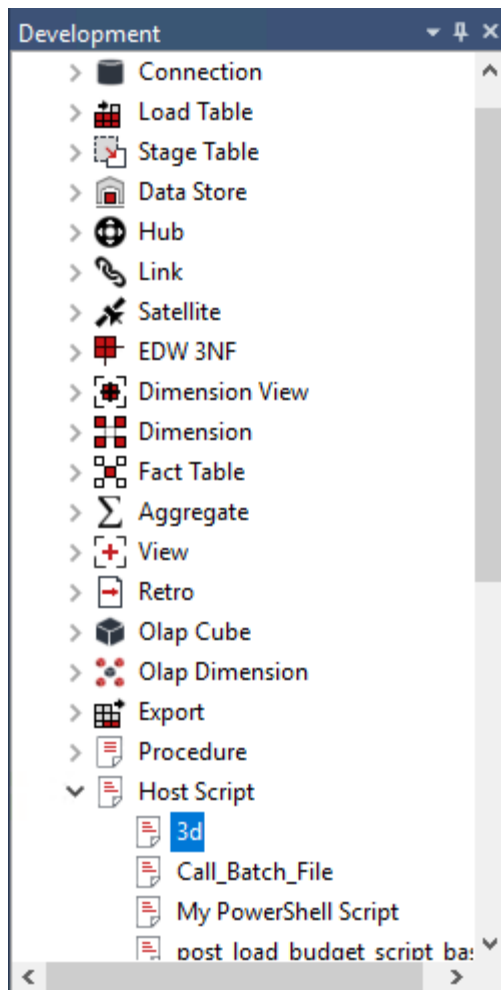 Development
Connection
Load Table
Stage Table
Data Store
Hub
Link
Satellite
EDW 3NF
Dimension View
Dimension
Fact Table
Aggregate
View
Retro
Olap Cube
Olap Dimension
Export
Procedure
Host Script
3d
Call_Batch_File
My PowerShell Script
post_load_budget_script_ba